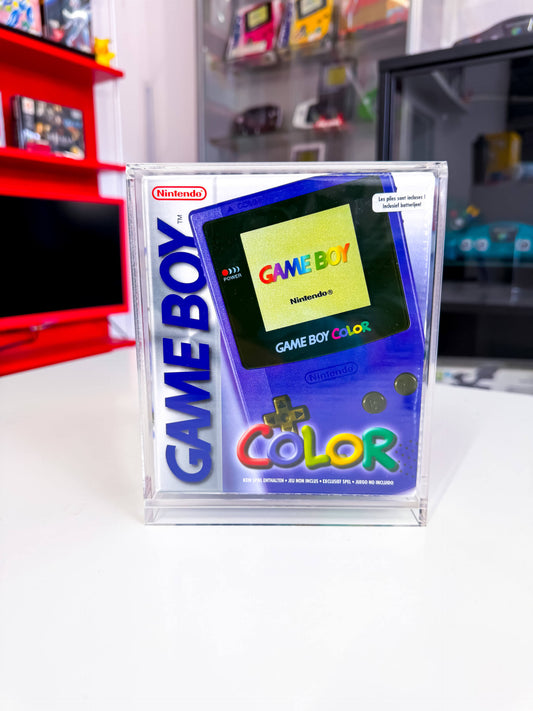 Nintendo
GAME BOY™
Les piles sont incluses !
Inclusief batterijen!
POWER
GAME BOY
Nintendo®
GAME BOY COLOR
Nintendo
COLOR
KEIN SPIEL ENTHALTEN • JEU NON INCLUS • EXCLUSIEF SPEL • JUEGO NO INCLUIDO